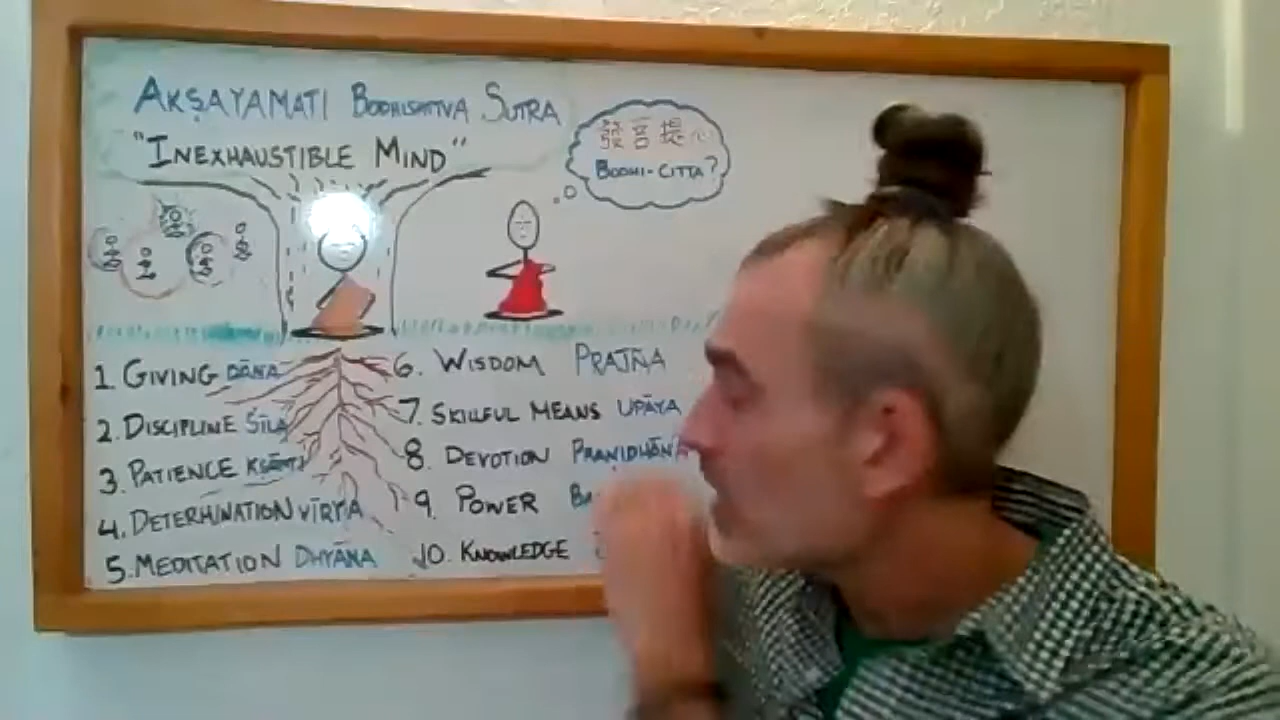 AKṢAYAMATI BODHISATTVA SUTRA
"INEXHAUSTIBLE MIND"
發菩提心
BODHI-CITTA?
1. GIVING DĀNA
2. DISCIPLINE ŚĪLA
3. PATIENCE KṢĀNTI
4. DETERMINATION VĪRYA
5. MEDITATION DHYĀNA
6. WISDOM PRAJÑA
7. SKILLFUL MEANS UPĀYA
8. DEVOTION PRAṆIDHĀNA
9. POWER
10. KNOWLEDGE